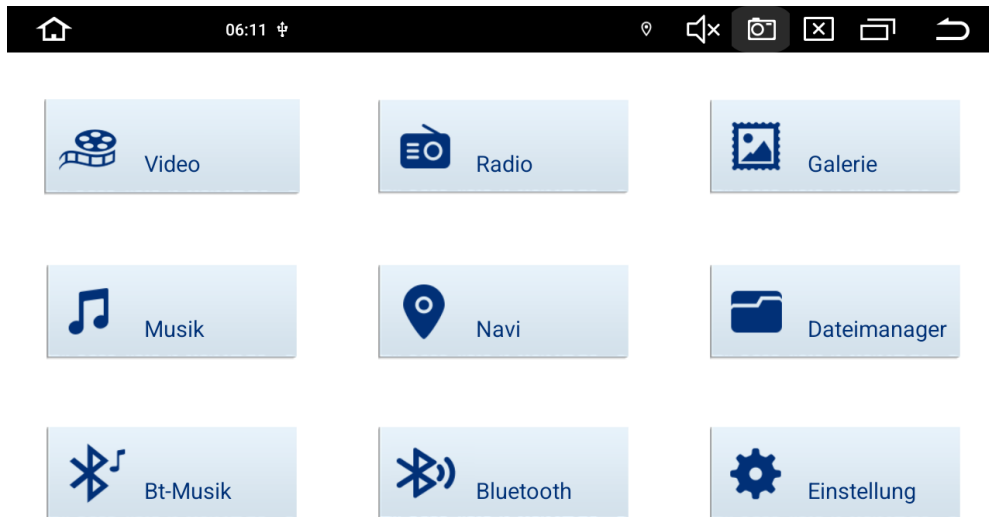 06:11
Video
Radio
Galerie
Musik
Navi
Dateimanager
Bt-Musik
Bluetooth
Einstellung